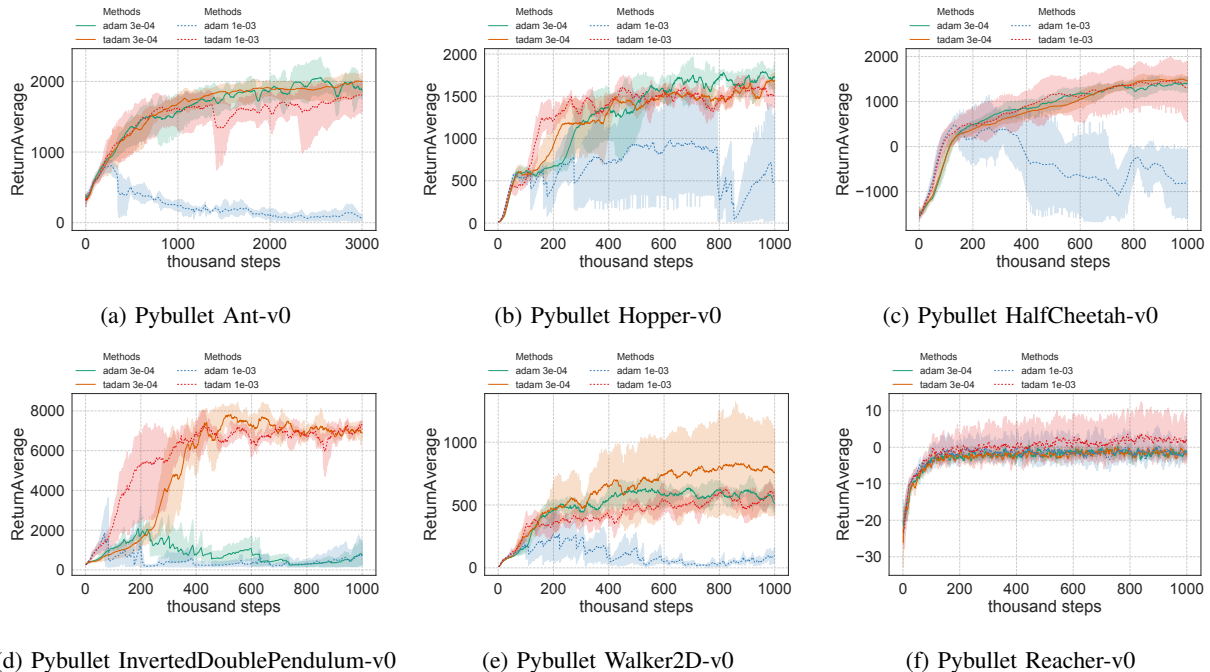 Methods Methods
adam 3e-04 adam 1e-03
tadam 3e-04 tadam 1e-03
ReturnAverage
2000
1000
0
0 1000 2000 3000
thousand steps
(a) Pybullet Ant-v0
Methods Methods
adam 3e-04 adam 1e-03
tadam 3e-04 tadam 1e-03
ReturnAverage
2000
1500
1000
500
0
0 200 400 600 800 1000
thousand steps
(b) Pybullet Hopper-v0
Methods Methods
adam 3e-04 adam 1e-03
tadam 3e-04 tadam 1e-03
ReturnAverage
2000
1000
0
−1000
0 200 400 600 800 1000
thousand steps
(c) Pybullet HalfCheetah-v0
Methods Methods
adam 3e-04 adam 1e-03
tadam 3e-04 tadam 1e-03
ReturnAverage
8000
6000
4000
2000
0
0 200 400 600 800 1000
thousand steps
d) Pybullet InvertedDoublePendulum-v0
Methods Methods
adam 3e-04 adam 1e-03
tadam 3e-04 tadam 1e-03
ReturnAverage
1000
500
0
0 200 400 600 800 1000
thousand steps
(e) Pybullet Walker2D-v0
Methods Methods
adam 3e-04 adam 1e-03
tadam 3e-04 tadam 1e-03
ReturnAverage
10
0
−10
−20
−30
0 200 400 600 800 1000
thousand steps
(f) Pybullet Reacher-v0